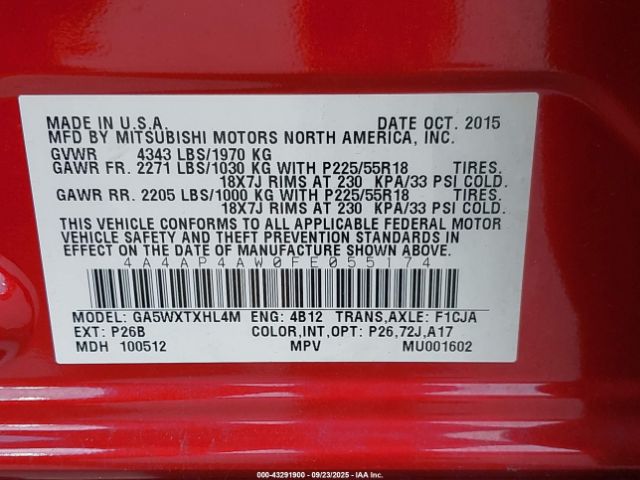 MADE IN U.S.A. DATE OCT. 2015
MFD BY MITSUBISHI MOTORS NORTH AMERICA, INC.
GVWR 4343 LBS/1970 KG
GAWR FR. 2271 LBS/1030 KG WITH P225/55R18 TIRES.
18X7J RIMS AT 230 KPA/33 PSI COLD.
GAWR RR. 2205 LBS/1000 KG WITH P225/55R18 TIRES.
18X7J RIMS AT 230 KPA/33 PSI COLD.
THIS VEHICLE CONFORMS TO ALL APPLICABLE FEDERAL MOTOR
VEHICLE SAFETY AND THEFT PREVENTION STANDARDS IN
EFFECT ON THE DATE OF MANUFACTURE SHOWN ABOVE.
4A4AP4AW0FE055174
MODEL: GA5WXTXHL4M ENG: 4B12 TRANS,AXLE: F1CJA
EXT: P26B COLOR,INT,OPT: P26,72J,A17
MDH 100512 MPV MU001602
000-43291900 - 09/23/2025 - IAAI.COM